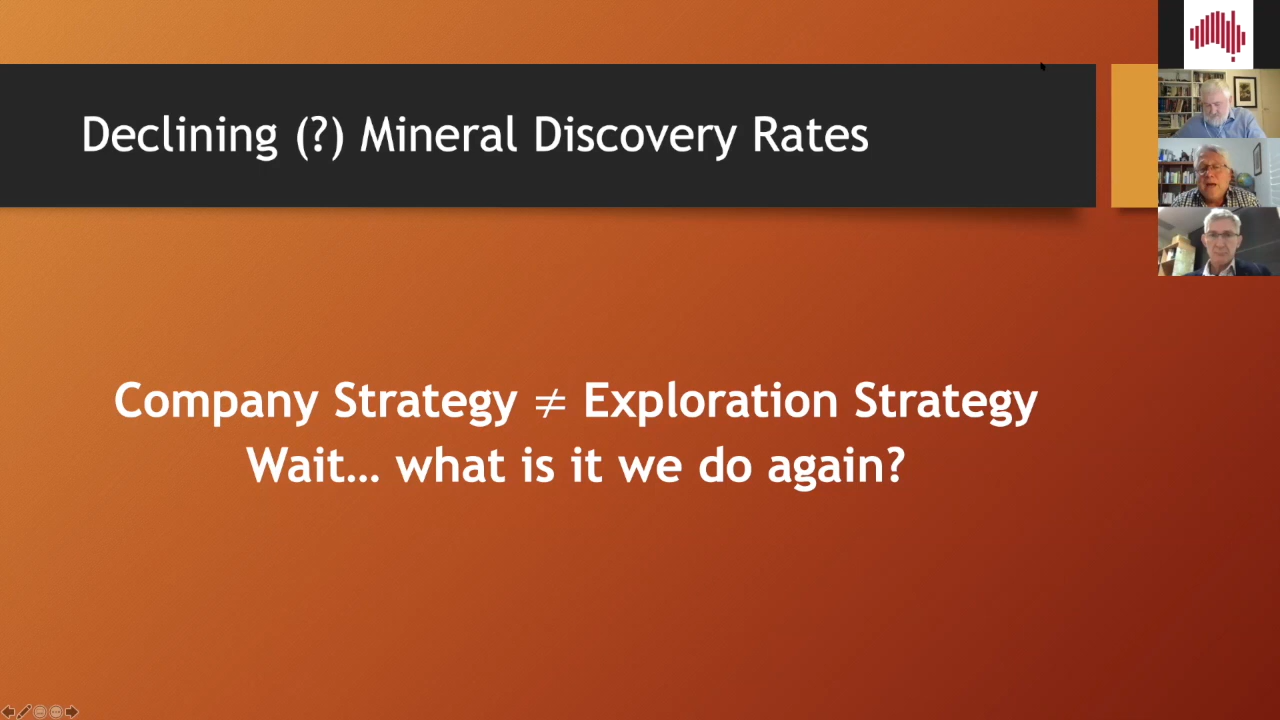 Declining (?) Mineral Discovery Rates
Company Strategy ≠ Exploration Strategy
Wait... what is it we do again?